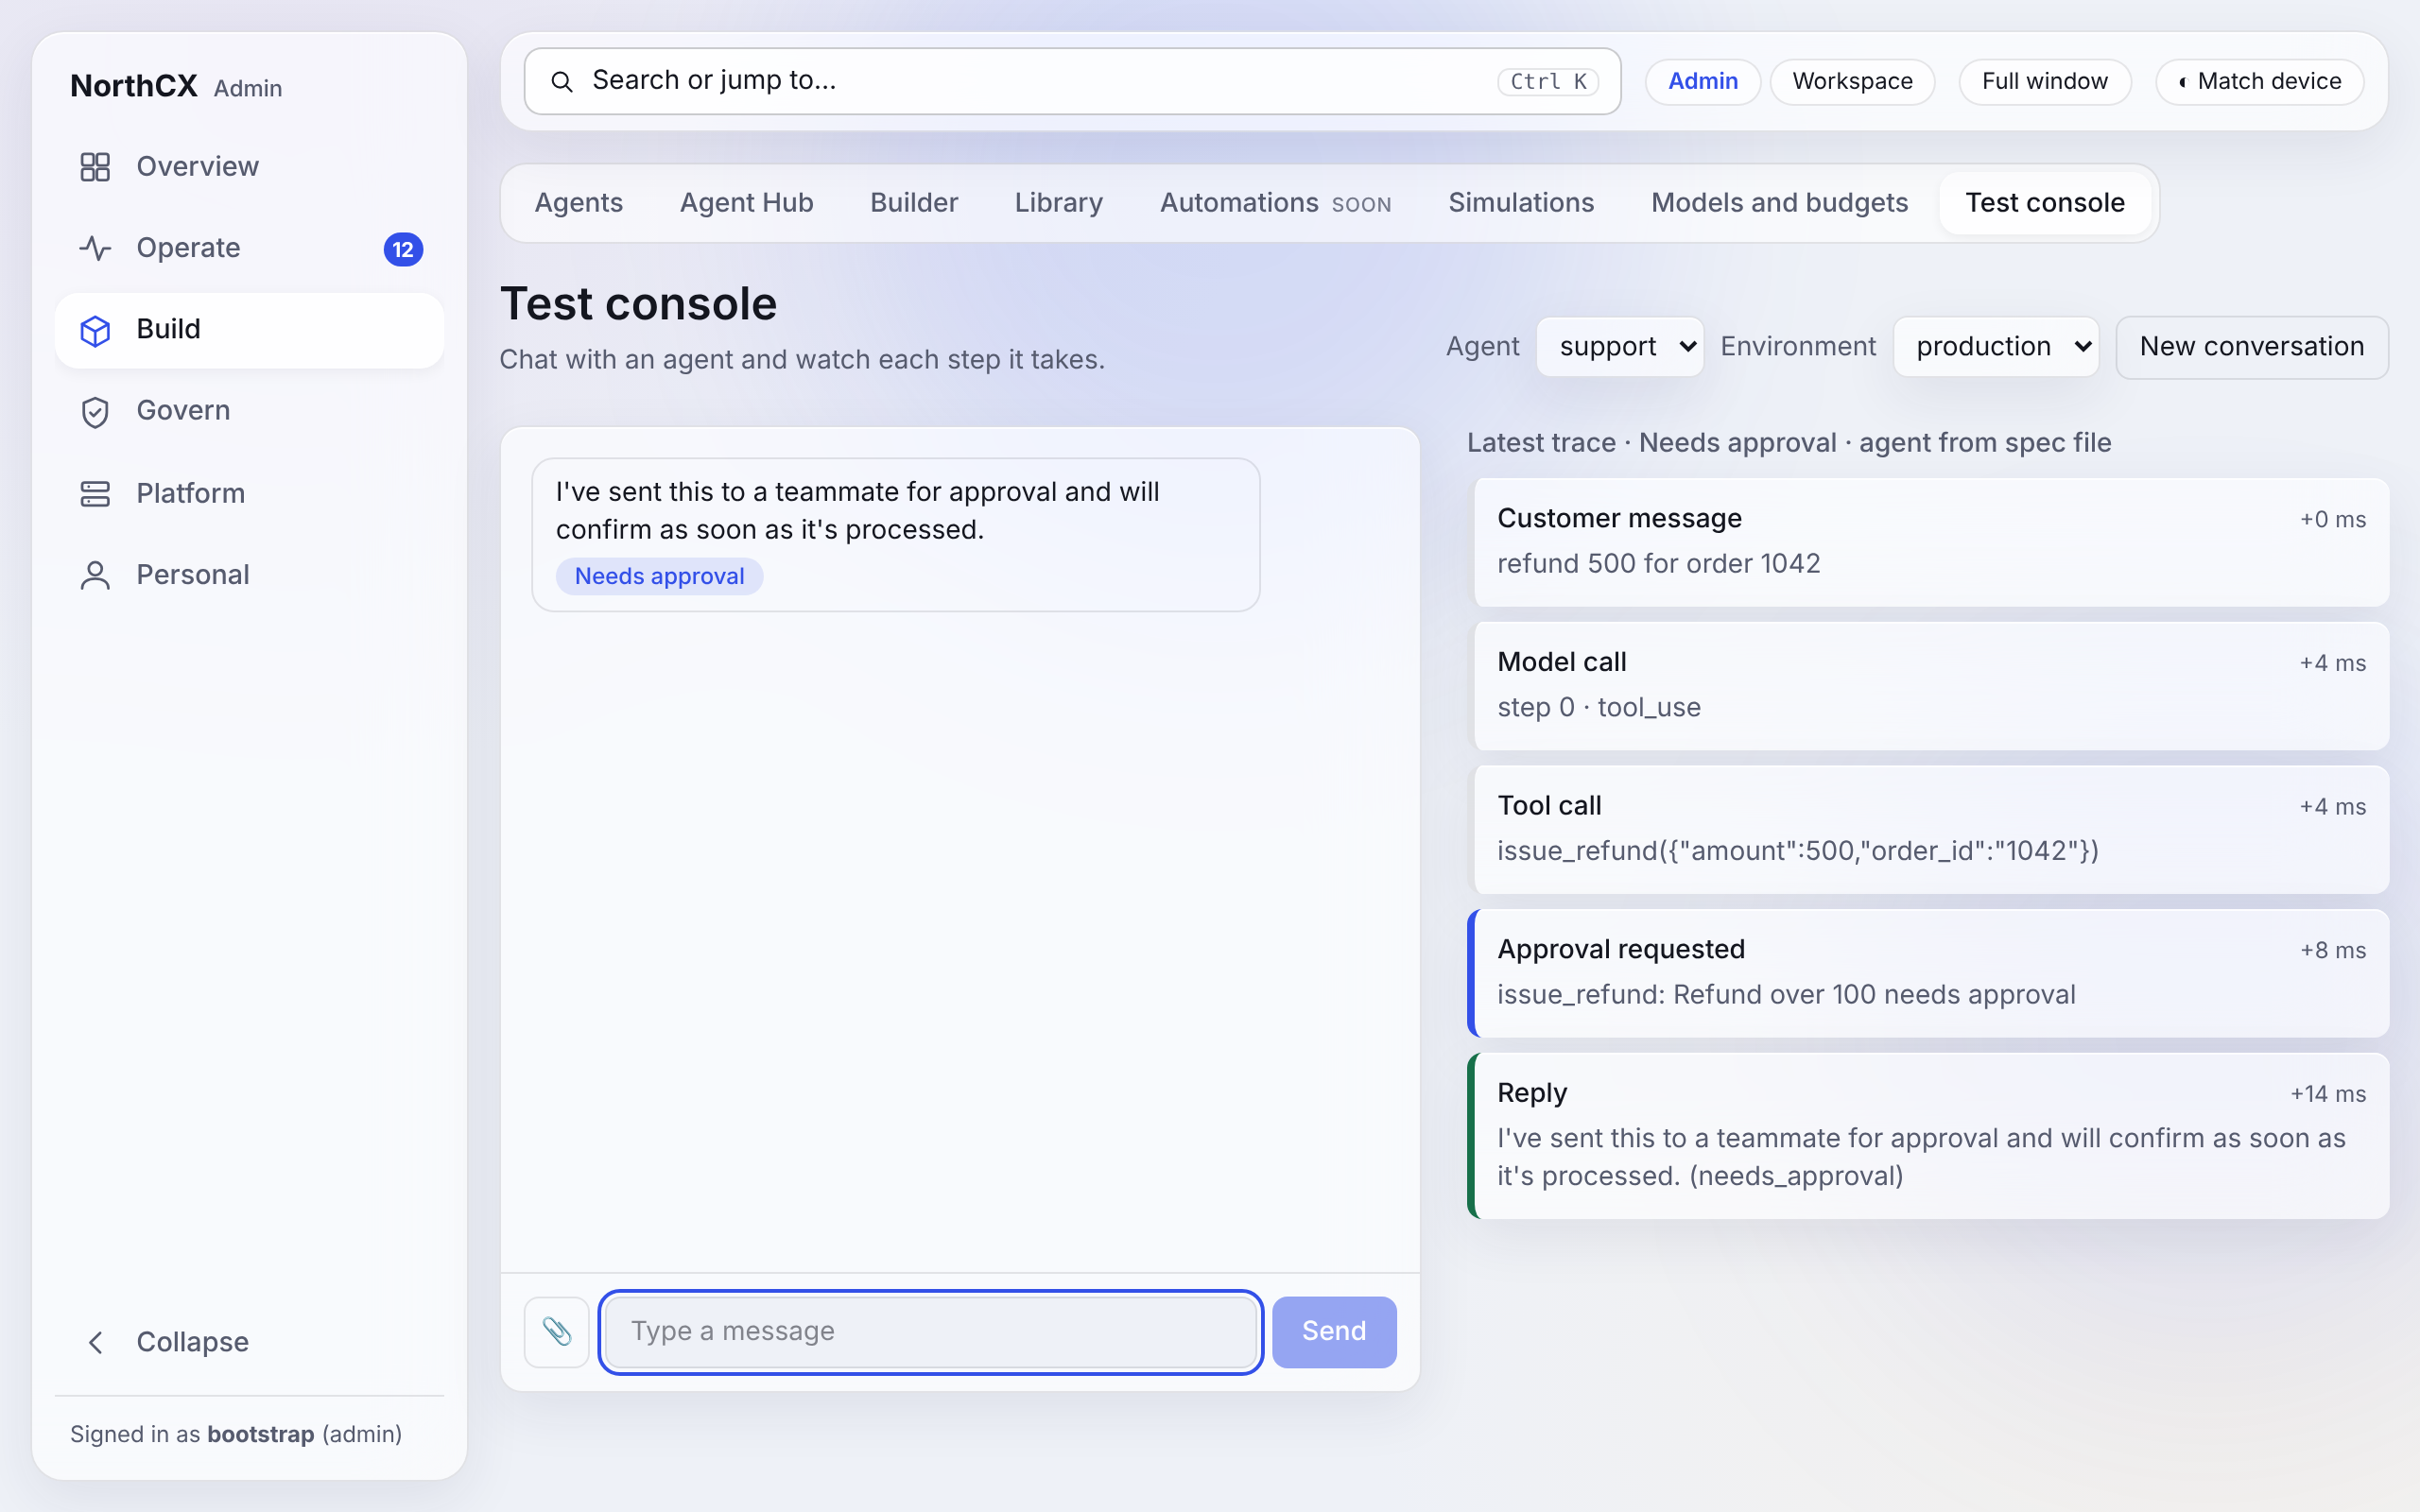 NorthCX Admin
Overview
Operate 12
Build
Govern
Platform
Personal
Collapse
Signed in as bootstrap (admin)
Search or jump to... Ctrl K
Admin Workspace Full window Match device
Agents Agent Hub Builder Library Automations SOON Simulations Models and budgets Test console
Test console
Chat with an agent and watch each step it takes.
Agent support Environment production New conversation
I've sent this to a teammate for approval and will
confirm as soon as it's processed.
Needs approval
Type a message Send
Latest trace · Needs approval · agent from spec file
Customer message +0 ms
refund 500 for order 1042
Model call +4 ms
step 0 · tool_use
Tool call +4 ms
issue_refund({"amount":500,"order_id":"1042"})
Approval requested +8 ms
issue_refund: Refund over 100 needs approval
Reply +14 ms
I've sent this to a teammate for approval and will confirm as soon as
it's processed. (needs_approval)